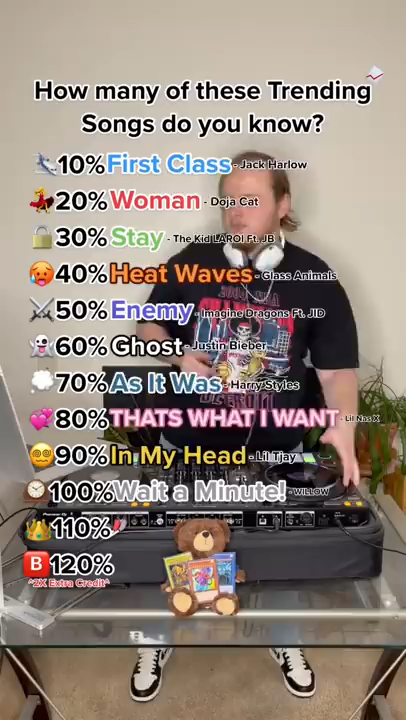 How many of these Trending
Songs do you know?
10% First Class - Jack Harlow
20% Woman - Doja Cat
30% Stay - The Kid LAROI Ft. JB
40% Heat Waves - Glass Animals
50% Enemy - Imagine Dragons Ft. JID
60% Ghost - Justin Bieber
70% As It Was - Harry Styles
80% THATS WHAT I WANT - Lil Nas X
90% In My Head - Lil Tjay
100% Wait a Minute! - WILLOW
110%
B 120%
^2X Extra Credit^
DETROIT